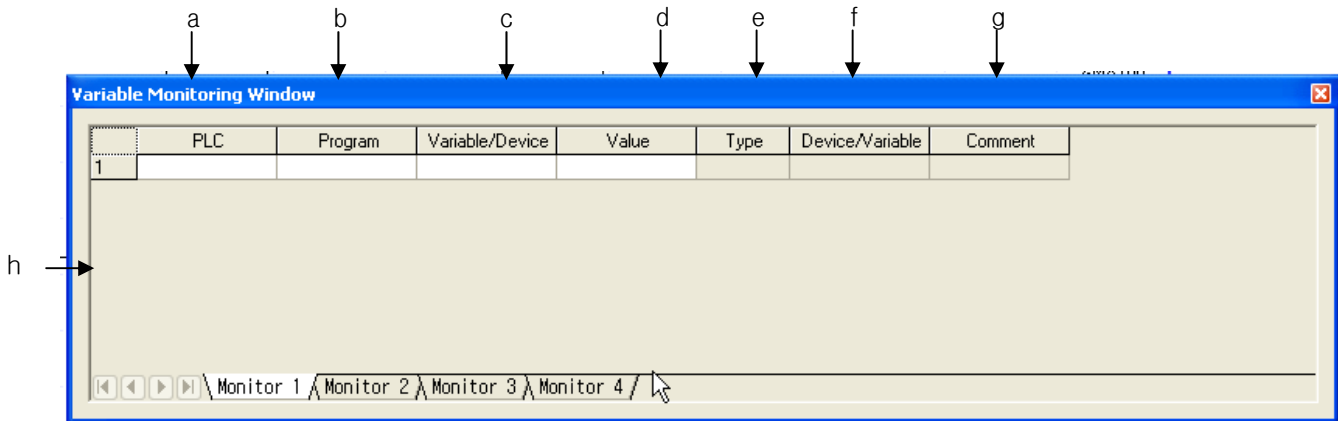 a b c d e f g
Variable Monitoring Window
PLC Program Variable/Device Value Type Device/Variable Comment
1
h
Monitor 1 Monitor 2 Monitor 3 Monitor 4